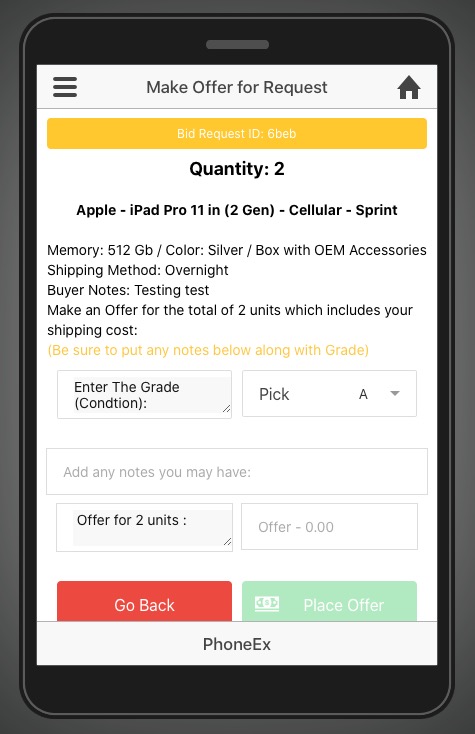 Make Offer for Request
Bid Request ID: 6beb
Quantity: 2
Apple - iPad Pro 11 in (2 Gen) - Cellular - Sprint
Memory: 512 Gb / Color: Silver / Box with OEM Accessories
Shipping Method: Overnight
Buyer Notes: Testing test
Make an Offer for the total of 2 units which includes your
shipping cost:
(Be sure to put any notes below along with Grade)
Enter The Grade
(Condtion):
Pick A
Add any notes you may have:
Offer for 2 units :
Offer - 0.00
Go Back
Place Offer
PhoneEx